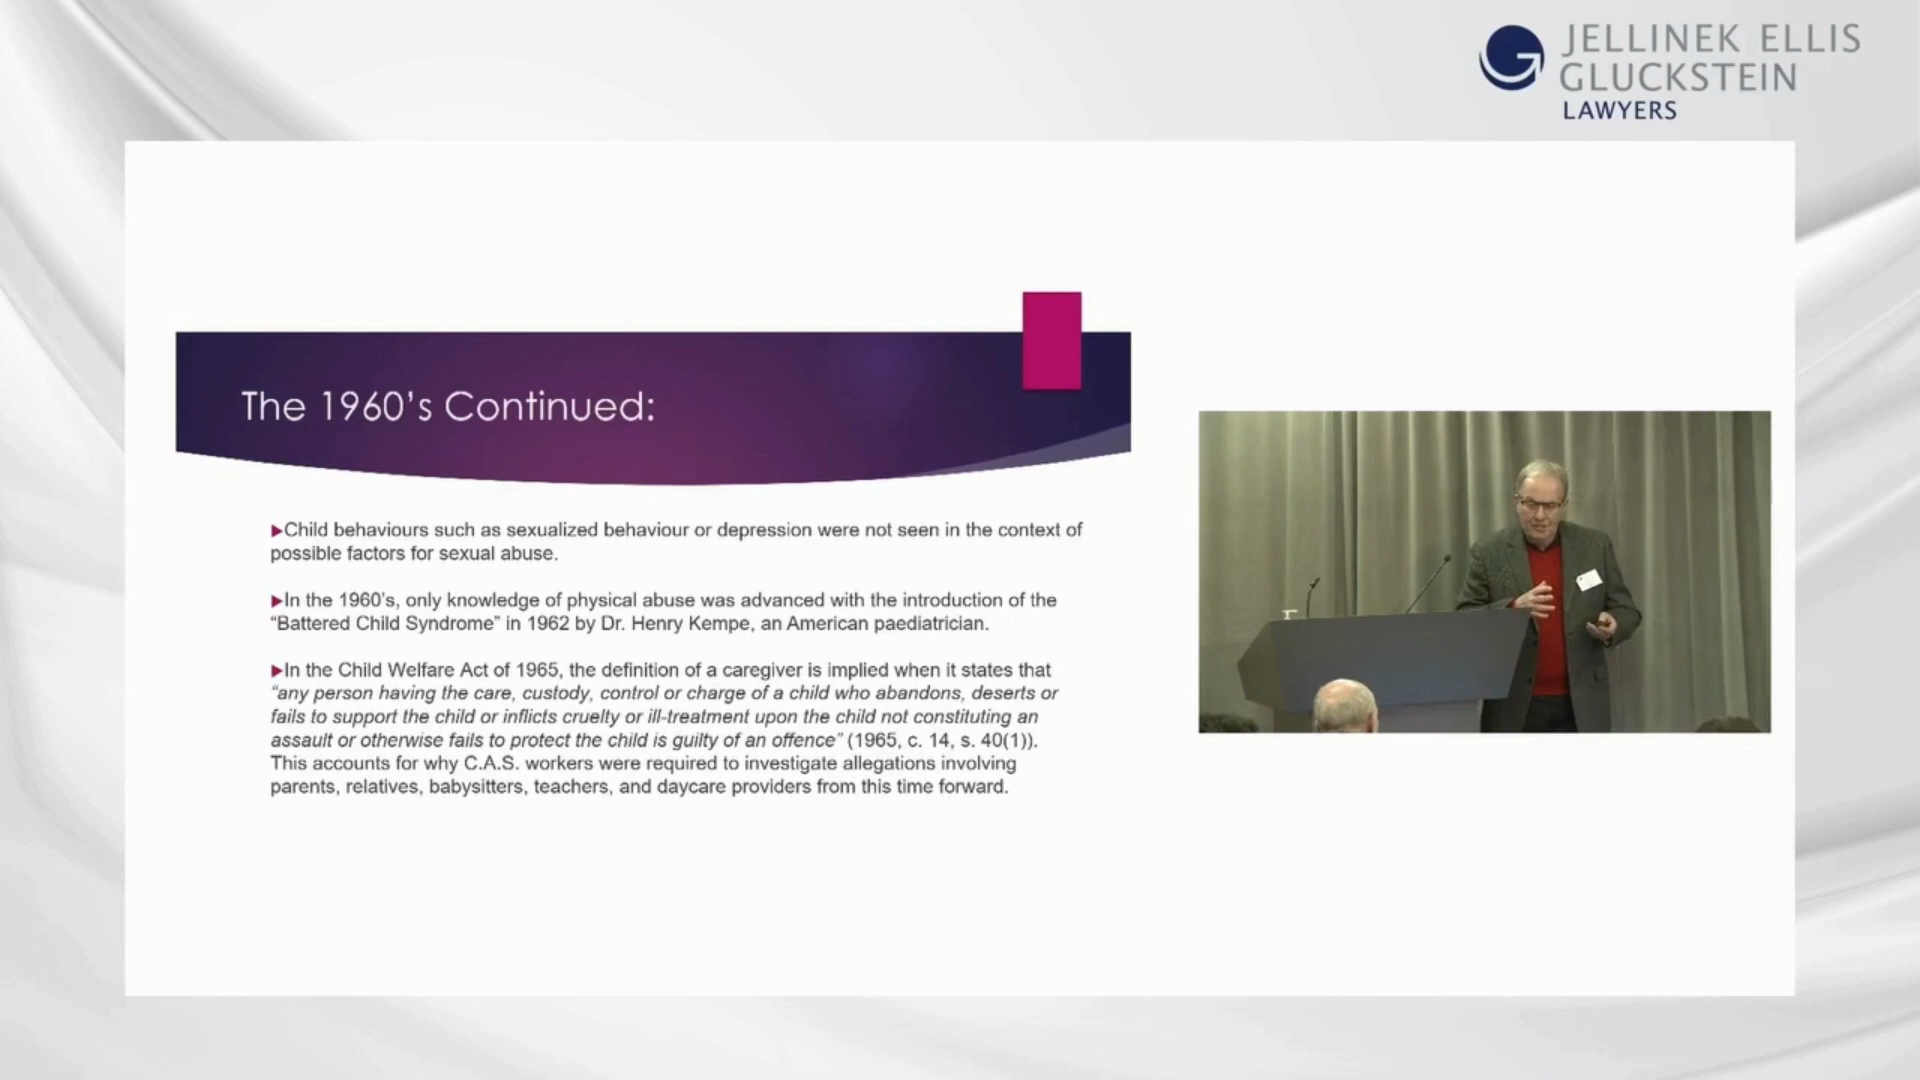 JELLINEK ELLIS
GLUCKSTEIN
LAWYERS
The 1960's Continued:
Child behaviours such as sexualized behaviour or depression were not seen in the context of
possible factors for sexual abuse.
In the 1960's, only knowledge of physical abuse was advanced with the introduction of the
“Battered Child Syndrome” in 1962 by Dr. Henry Kempe, an American paediatrician.
In the Child Welfare Act of 1965, the definition of a caregiver is implied when it states that
“any person having the care, custody, control or charge of a child who abandons, deserts or
fails to support the child or inflicts cruelty or ill-treatment upon the child not constituting an
assault or otherwise fails to protect the child is guilty of an offence” (1965, c. 14, s. 40(1)).
This accounts for why C.A.S. workers were required to investigate allegations involving
parents, relatives, babysitters, teachers, and daycare providers from this time forward.